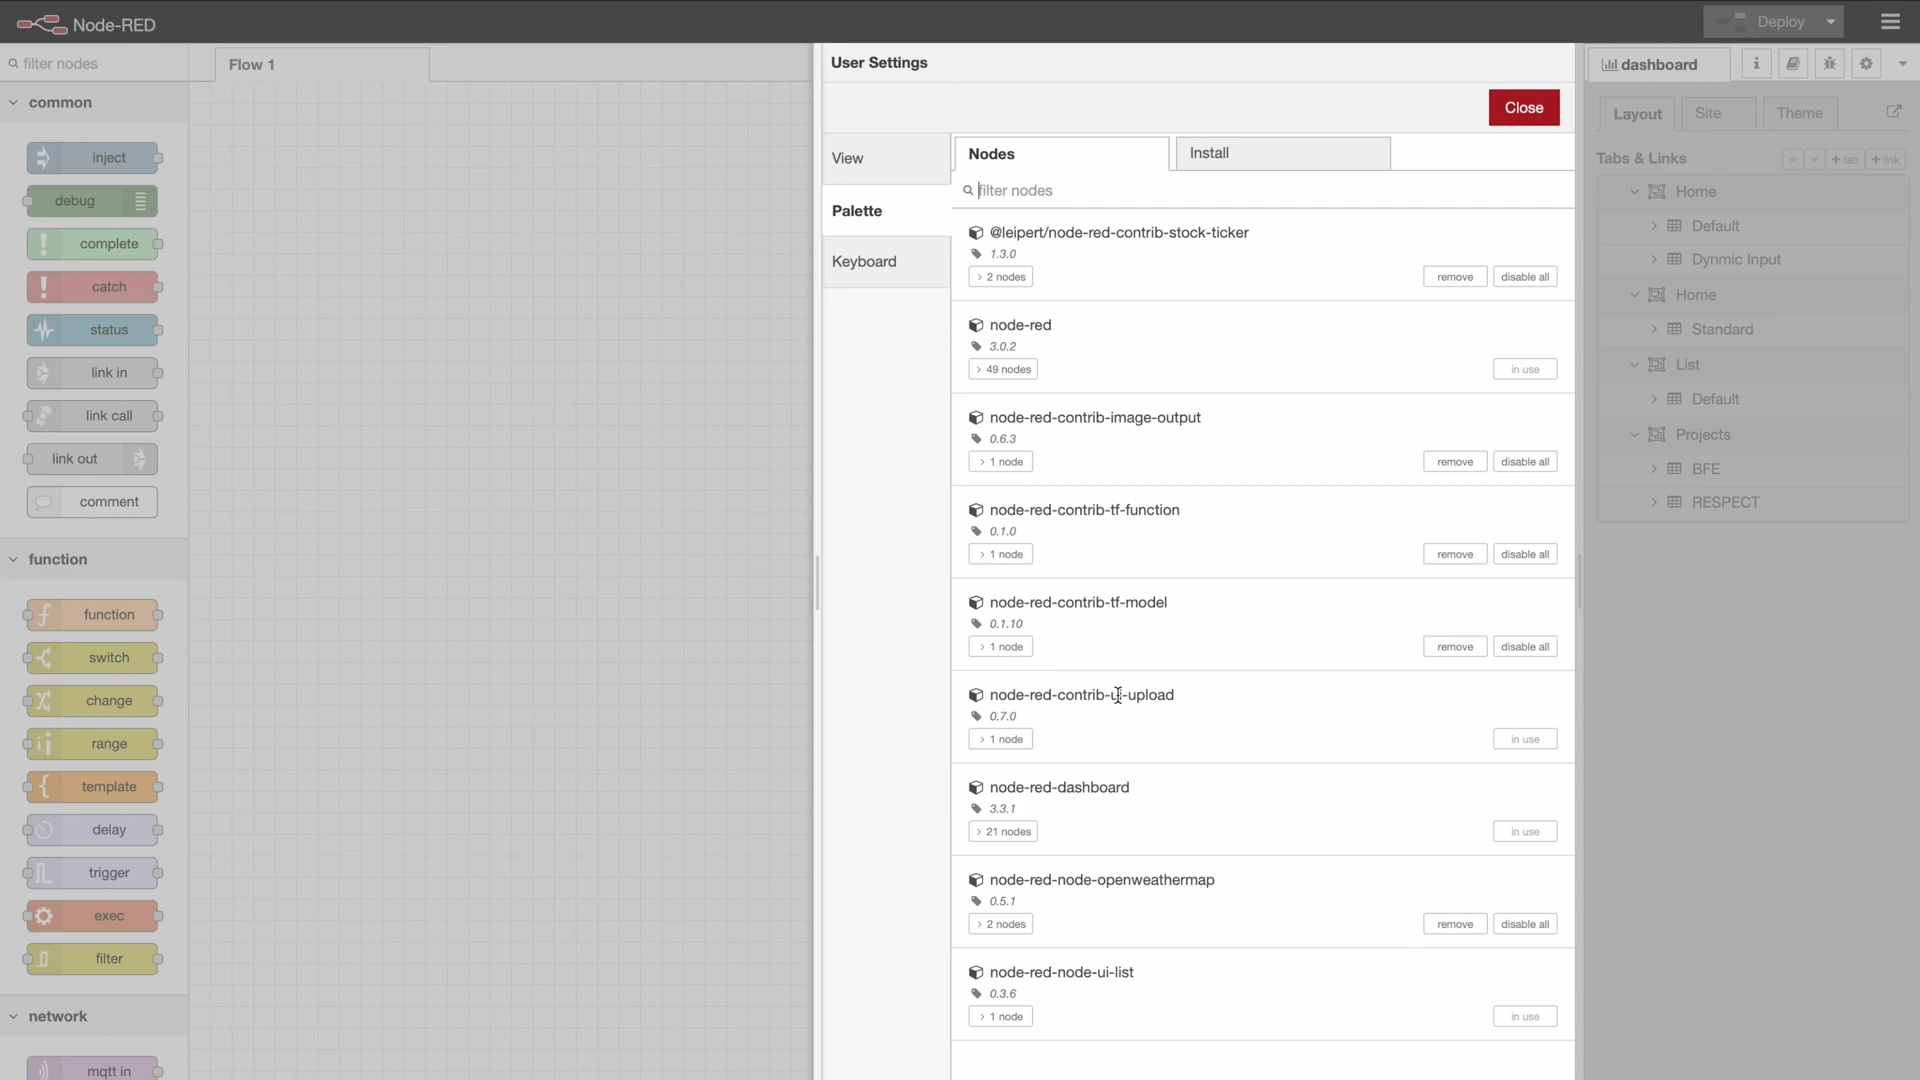 Node-RED
Deploy
filter nodes
Flow 1
User Settings
dashboard
common
Close
Layout
Site
Theme
View
Nodes
Install
Tabs & Links
tab
link
inject
filter nodes
Home
debug
Palette
@leipert/node-red-contrib-stock-ticker
Default
complete
1.3.0
Keyboard
2 nodes
remove
disable all
Dynmic Input
catch
Home
status
node-red
3.0.2
Standard
link in
49 nodes
in use
List
link call
node-red-contrib-image-output
0.6.3
Default
link out
1 node
remove
disable all
Projects
BFE
comment
node-red-contrib-tf-function
0.1.0
RESPECT
function
1 node
remove
disable all
function
node-red-contrib-tf-model
0.1.10
switch
1 node
remove
disable all
change
node-red-contrib-ui-upload
0.7.0
range
1 node
in use
template
node-red-dashboard
3.3.1
delay
21 nodes
in use
trigger
node-red-node-openweathermap
0.5.1
exec
2 nodes
remove
disable all
filter
node-red-node-ui-list
0.3.6
network
1 node
in use
mqtt in